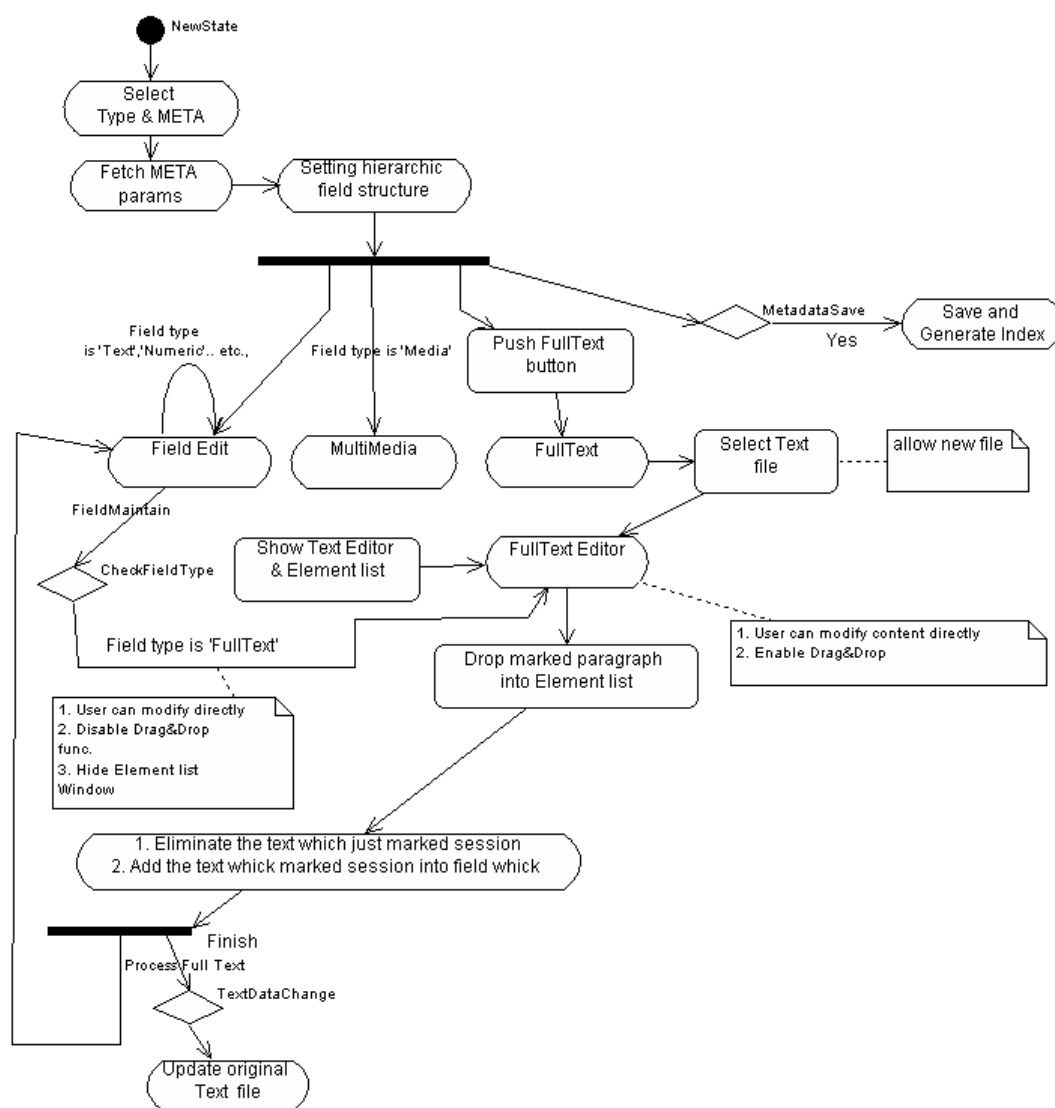 NewState
Select
Type & META
Fetch META
params
Setting hierarchic
field structure
Field type
is 'Text','Numeric'.. etc.,
Field type is 'Media'
Push FullText
button
MetadataSave
Yes
Save and
Generate Index
Field Edit
MultiMedia
FullText
Select Text
file
allow new file
FieldMaintain
CheckFieldType
Show Text Editor
& Element list
FullText Editor
Field type is 'FullText'
1. User can modify content directly
2. Enable Drag&Drop
Drop marked paragraph
into Element list
1. User can modify directly
2. Disable Drag&Drop
func.
3. Hide Element list
Window
1. Eliminate the text which just marked session
2. Add the text whick marked session into field whick
Finish
Process Full Text
TextDataChange
Update original
Text file